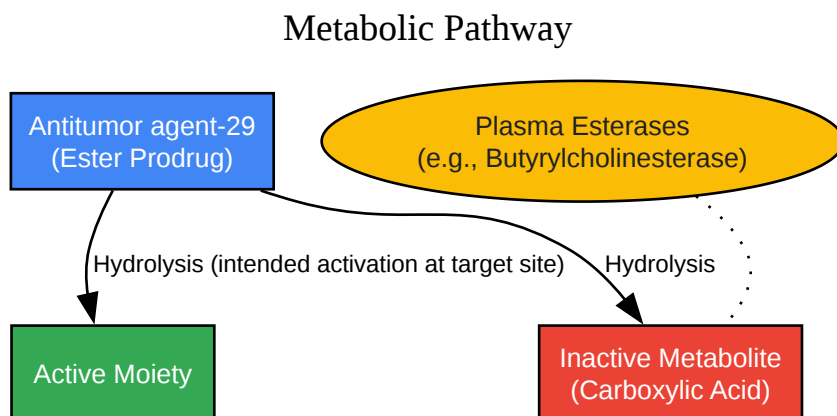 Metabolic Pathway
Antitumor agent-29
(Ester Prodrug)
Plasma Esterases
(e.g., Butyrylcholinesterase)
Hydrolysis (intended activation at target site)
Hydrolysis
Active Moiety
Inactive Metabolite
(Carboxylic Acid)